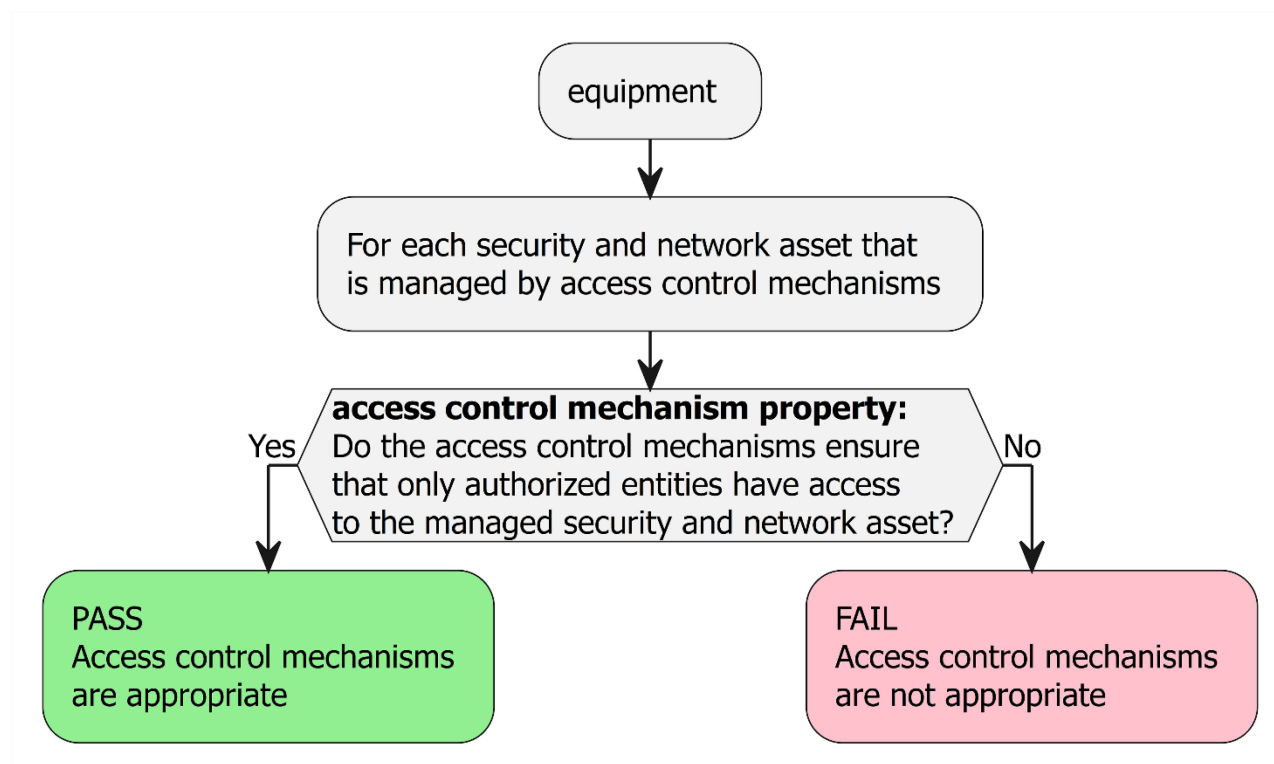 equipment
For each security and network asset that
is managed by access control mechanisms
access control mechanism property:
Do the access control mechanisms ensure
that only authorized entities have access
to the managed security and network asset?
Yes
No
PASS
Access control mechanisms
are appropriate
FAIL
Access control mechanisms
are not appropriate